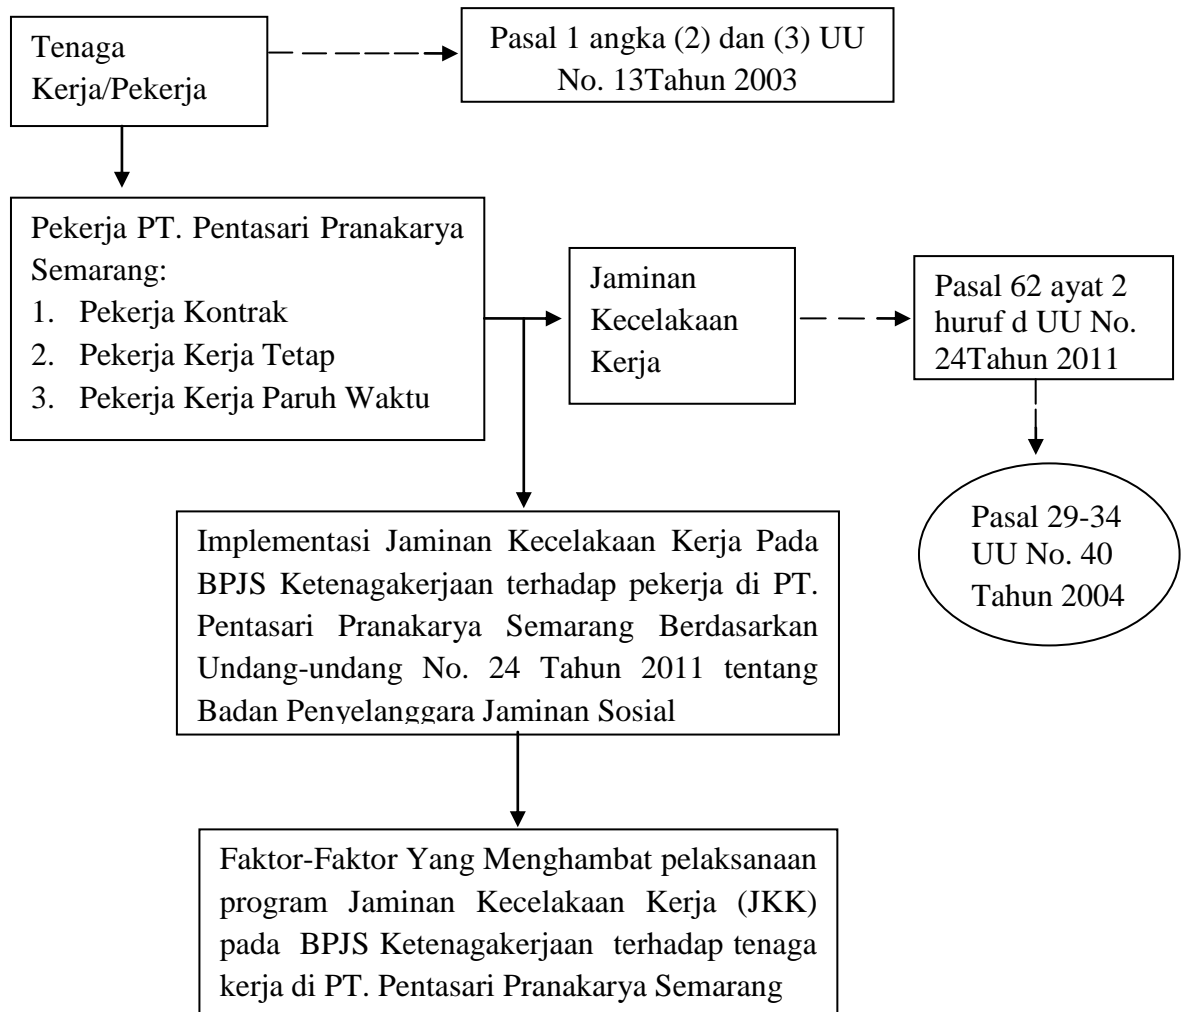 Tenaga
Kerja/Pekerja
Pasal 1 angka (2) dan (3) UU
No. 13Tahun 2003
Pekerja PT. Pentasari Pranakarya
Semarang:
1. Pekerja Kontrak
2. Pekerja Kerja Tetap
3. Pekerja Kerja Paruh Waktu
Jaminan
Kecelakaan
Kerja
Pasal 62 ayat 2
huruf d UU No.
24Tahun 2011
Pasal 29-34
UU No. 40
Tahun 2004
Implementasi Jaminan Kecelakaan Kerja Pada
BPJS Ketenagakerjaan terhadap pekerja di PT.
Pentasari Pranakarya Semarang Berdasarkan
Undang-undang No. 24 Tahun 2011 tentang
Badan Penyelanggara Jaminan Sosial
Faktor-Faktor Yang Menghambat pelaksanaan
program Jaminan Kecelakaan Kerja (JKK)
pada BPJS Ketenagakerjaan terhadap tenaga
kerja di PT. Pentasari Pranakarya Semarang